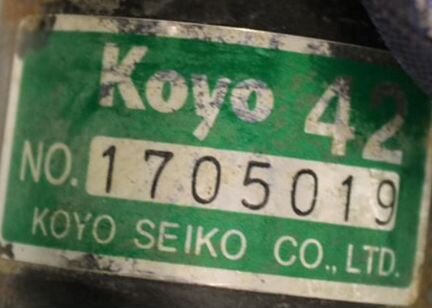 Koyo 42
NO. 1705019
KOYO SEIKO CO., LTD.